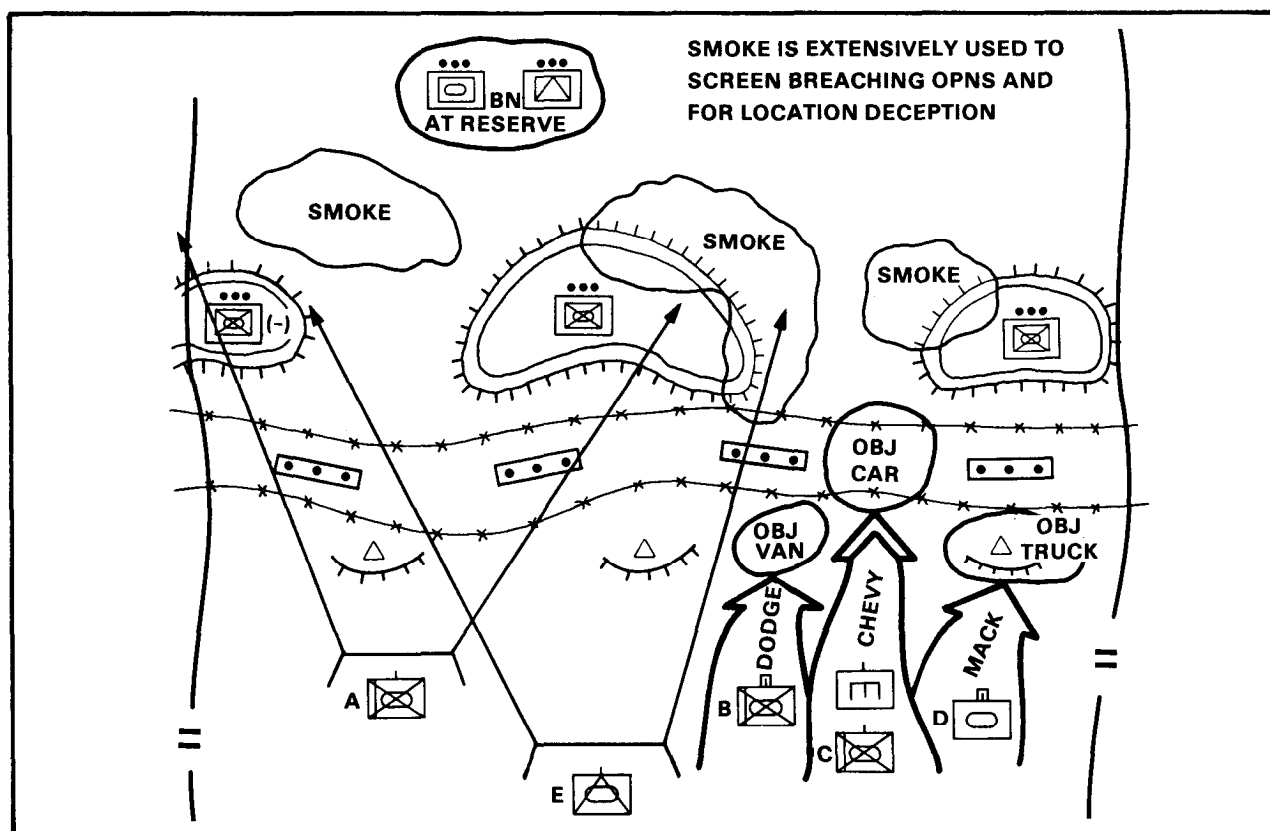 SMOKE IS EXTENSIVELY USED TO
SCREEN BREACHING OPNS AND
FOR LOCATION DECEPTION
BN
AT RESERVE
SMOKE
SMOKE
SMOKE
(-)
OBJ
CAR
OBJ
VAN
OBJ
TRUCK
DODGE
CHEVY
MACK
A
B
C
D
E